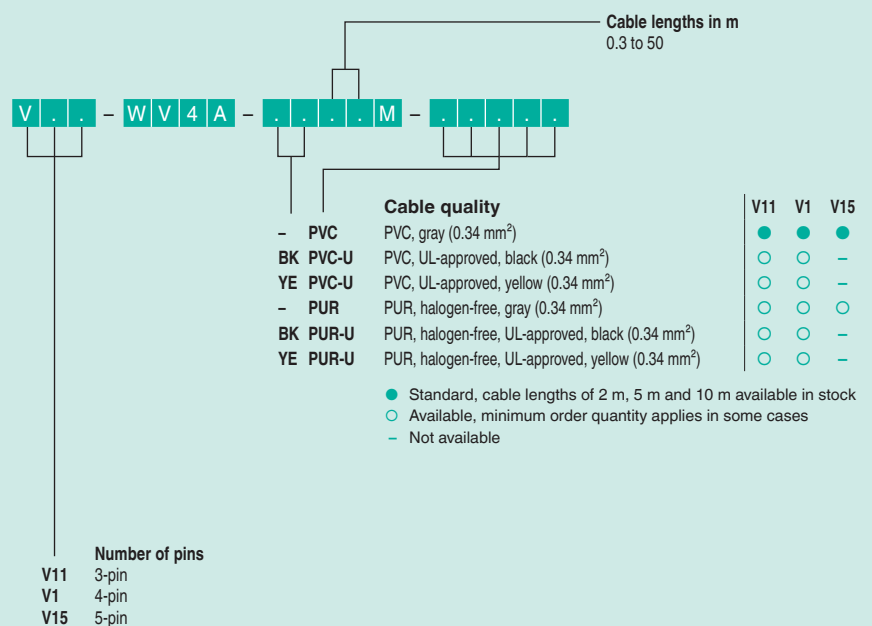 Cable lengths in m
0.3 to 50
V . . – W V 4 A – . . . . M – . . . . .
Cable quality V11 V1 V15
– PVC PVC, gray (0.34 mm²) ● ● ●
BK PVC-U PVC, UL-approved, black (0.34 mm²) ○ ○ –
YE PVC-U PVC, UL-approved, yellow (0.34 mm²) ○ ○ –
– PUR PUR, halogen-free, gray (0.34 mm²) ○ ○ ○
BK PUR-U PUR, halogen-free, UL-approved, black (0.34 mm²) ○ ○ –
YE PUR-U PUR, halogen-free, UL-approved, yellow (0.34 mm²) ○ ○ –
● Standard, cable lengths of 2 m, 5 m and 10 m available in stock
○ Available, minimum order quantity applies in some cases
– Not available
Number of pins
V11 3-pin
V1 4-pin
V15 5-pin